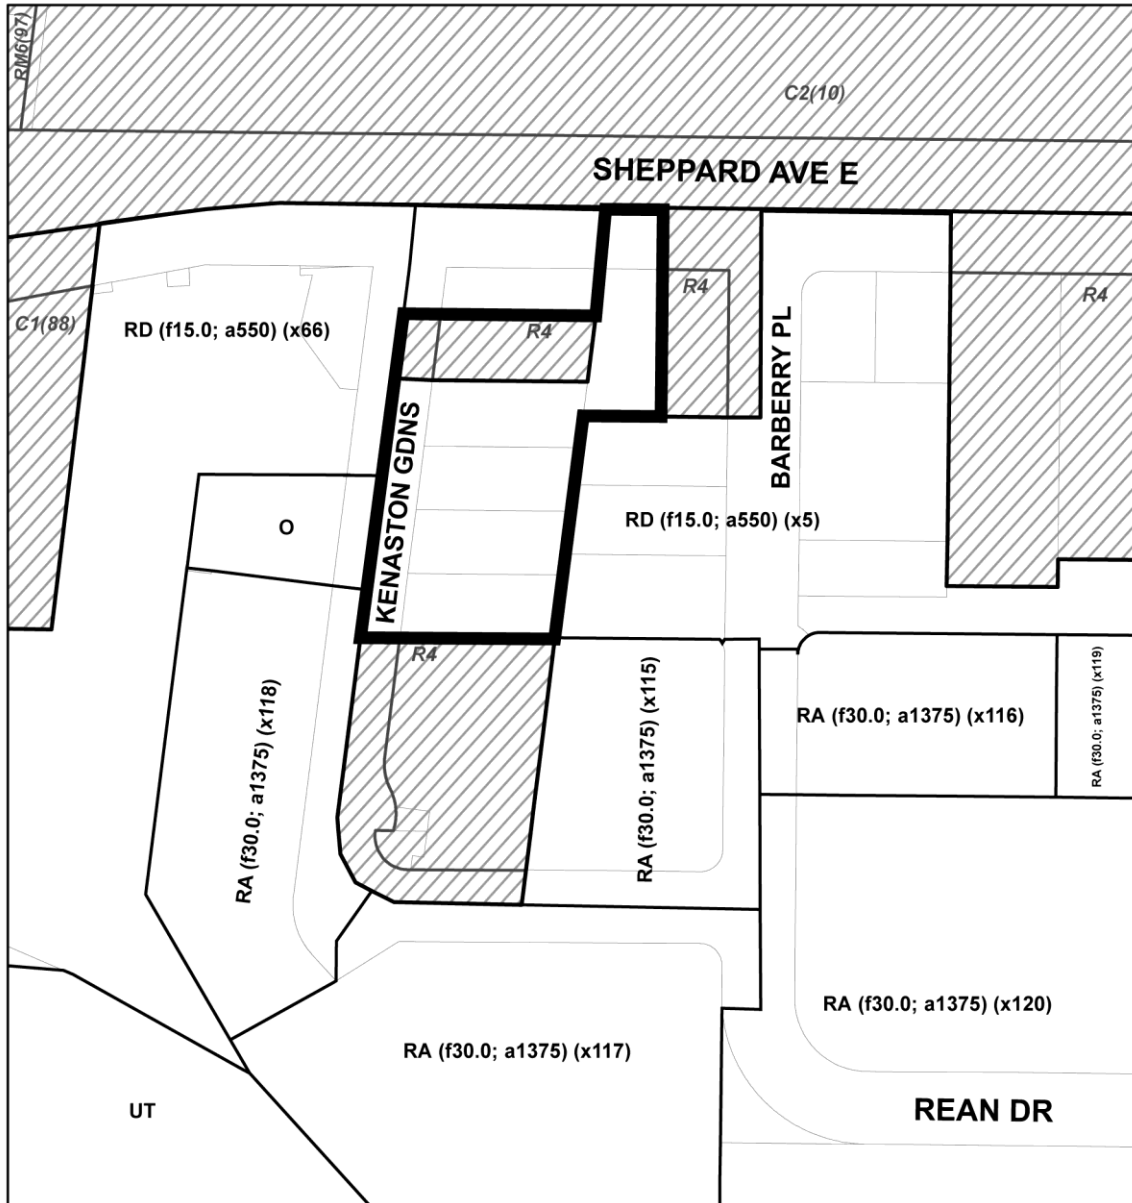 RM6(97)
C2(10)
SHEPPARD AVE E
R4
R4
C1(88)
RD (f15.0; a550) (x66)
R4
BARBERRY PL
KENASTON GDNS
O
RD (f15.0; a550) (x5)
R4
RA (f30.0; a1375) (x118)
RA (f30.0; a1375) (x115)
RA (f30.0; a1375) (x116)
RA (f30.0; a1375) (x119)
RA (f30.0; a1375) (x120)
RA (f30.0; a1375) (x117)
UT
REAN DR